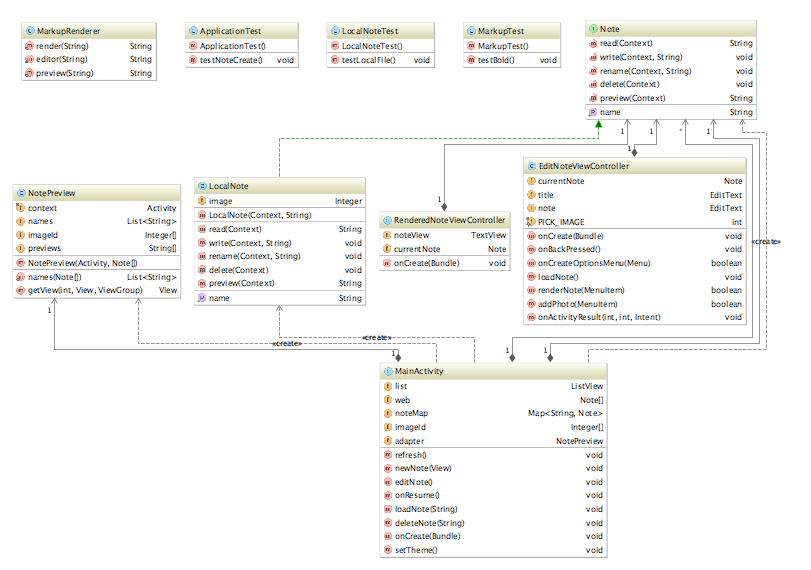 MarkupRenderer
render(String) String
editor(String) String
preview(String) String
ApplicationTest
ApplicationTest()
testNoteCreate() void
LocalNoteTest
LocalNoteTest()
testLocalFile() void
MarkupTest
MarkupTest()
testBold() void
Note
read(Context) String
write(Context, String) void
rename(Context, String) void
delete(Context) void
preview(Context) String
name String
1
1
*
1
1
1
NotePreview
context Activity
names List<String>
imageId Integer[]
previews String[]
NotePreview(Activity, Note[])
names(Note[]) List<String>
getView(int, View, ViewGroup) View
LocalNote
image Integer
LocalNote(Context, String)
read(Context) String
write(Context, String) void
rename(Context, String) void
delete(Context) void
preview(Context) String
name String
RenderedNoteViewController
noteView TextView
currentNote Note
onCreate(Bundle) void
EditNoteViewController
currentNote Note
title EditText
note EditText
PICK_IMAGE int
onCreate(Bundle) void
onBackPressed() void
onCreateOptionsMenu(Menu) boolean
loadNote() void
renderNote(MenuItem) boolean
addPhoto(MenuItem) boolean
onActivityResult(int, int, Intent) void
«create»
1
«create»
«create»
1
1
1
MainActivity
list ListView
web Note[]
noteMap Map<String, Note>
imageId Integer[]
adapter NotePreview
refresh() void
newNote(View) void
editNote() void
onResume() void
loadNote(String) void
deleteNote(String) void
onCreate(Bundle) void
setTheme() void